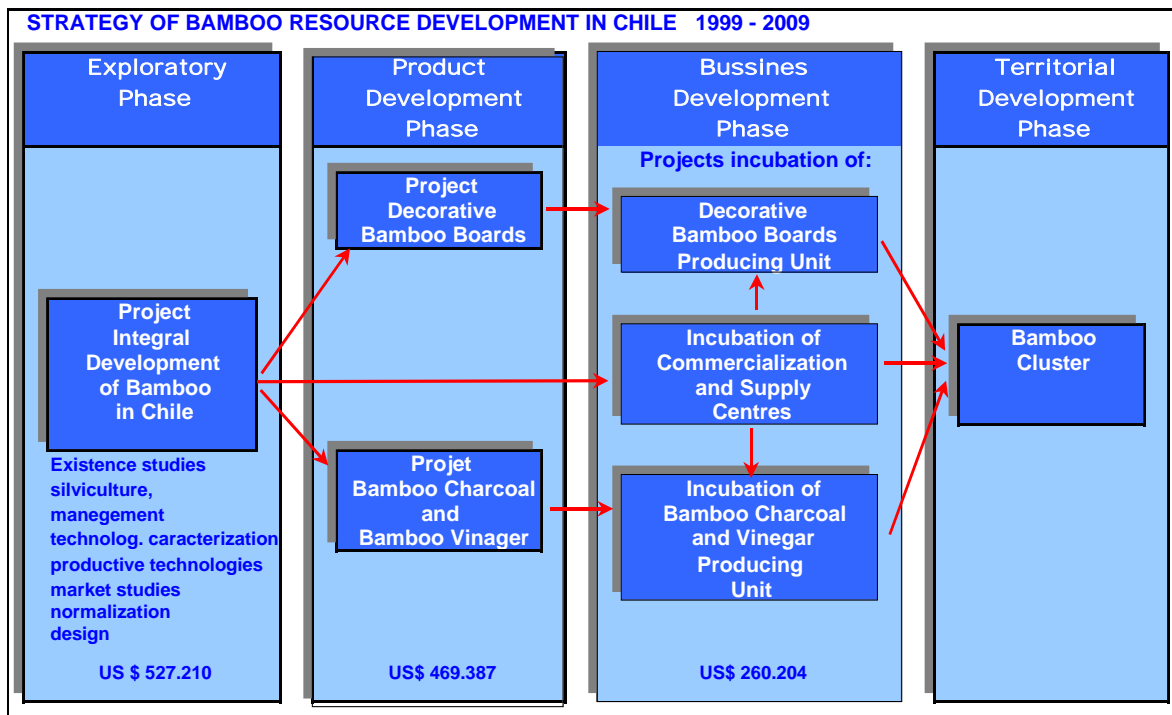 STRATEGY OF BAMBOO RESOURCE DEVELOPMENT IN CHILE 1999 - 2009
Exploratory
Phase
Project
Integral
Development
of Bamboo
in Chile
Existence studies
silviculture,
manegement
technolog. caracterization
productive technologies
market studies
normalization
design
US $ 527.210
Product
Development
Phase
Project
Decorative
Bamboo Boards
Projet
Bamboo Charcoal
and
Bamboo Vinager
US$ 469.387
Bussines
Development
Phase
Projects incubation of:
Decorative
Bamboo Boards
Producing Unit
Incubation of
Commercialization
and Supply
Centres
Incubation of
Bamboo Charcoal
and Vinegar
Producing
Unit
US$ 260.204
Territorial
Development
Phase
Bamboo
Cluster